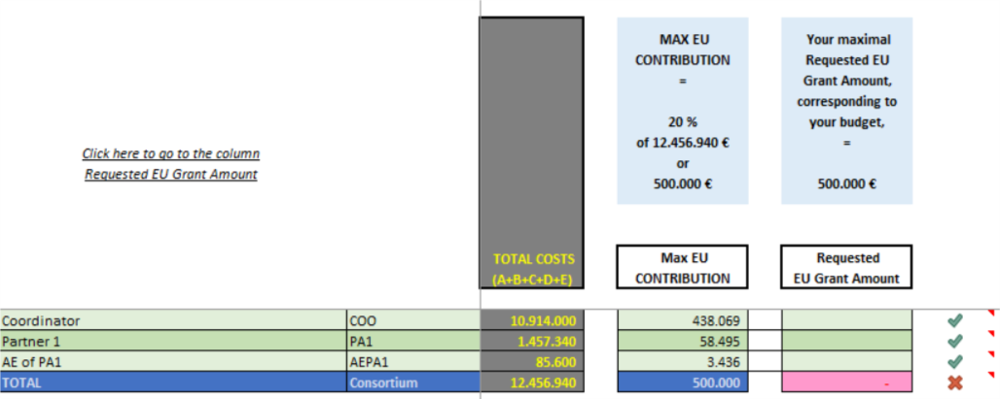 MAX EU
CONTRIBUTION
=
20 %
of 12.456.940 €
or
500.000 €
Your maximal
Requested EU
Grant Amount,
corresponding to
your budget,
=
500.000 €
Click here to go to the column
Requested EU Grant Amount
TOTAL COSTS
(A+B+C+D+E)
Max EU
CONTRIBUTION
Requested
EU Grant Amount
Coordinator COO 10.914.000 438.069
Partner 1 PA1 1.457.340 58.495
AE of PA1 AEPA1 85.600 3.436
TOTAL Consortium 12.456.940 500.000 -